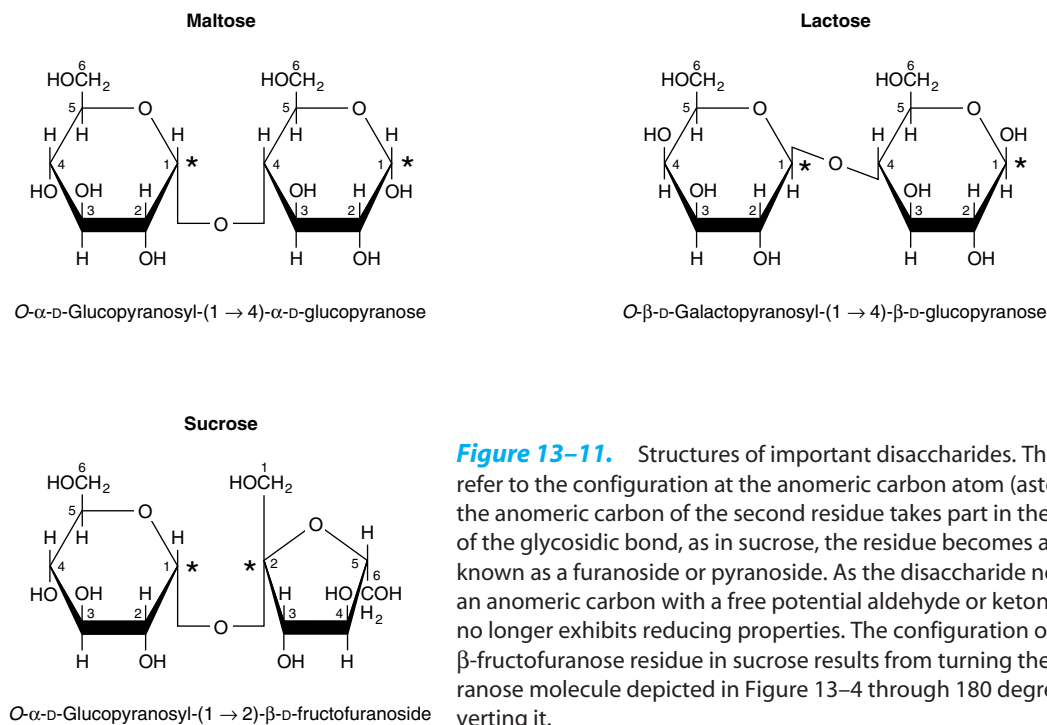 Maltose
HOCH2
6
5
O
H
H
H
4
1
*
HO
OH
H
3
2
H
OH
O
HOCH2
6
5
O
H
H
H
4
1
*
OH
OH
H
3
2
H
OH
O-α-D-Glucopyranosyl-(1 → 4)-α-D-glucopyranose
Lactose
HOCH2
6
5
O
HO
H
4
1
*
H
OH
H
H
3
2
H
OH
O
HOCH2
6
5
O
H
H
OH
4
1
*
OH
H
H
3
2
H
OH
O-β-D-Galactopyranosyl-(1 → 4)-β-D-glucopyranose
Sucrose
6
HOCH2
5
O
H
H
H
4
1
*
HO
OH
H
3
2
H
OH
O
1
HOCH2
O
H
*
2
5
6
H
HO
COH
3
4
H2
OH
H
O-α-D-Glucopyranosyl-(1 → 2)-β-D-fructofuranoside
Figure 13–11. Structures of important disaccharides. Th
refer to the configuration at the anomeric carbon atom (aste
the anomeric carbon of the second residue takes part in the
of the glycosidic bond, as in sucrose, the residue becomes a
known as a furanoside or pyranoside. As the disaccharide no
an anomeric carbon with a free potential aldehyde or keton
no longer exhibits reducing properties. The configuration o
β-fructofuranose residue in sucrose results from turning the
ranose molecule depicted in Figure 13–4 through 180 degre
verting it.